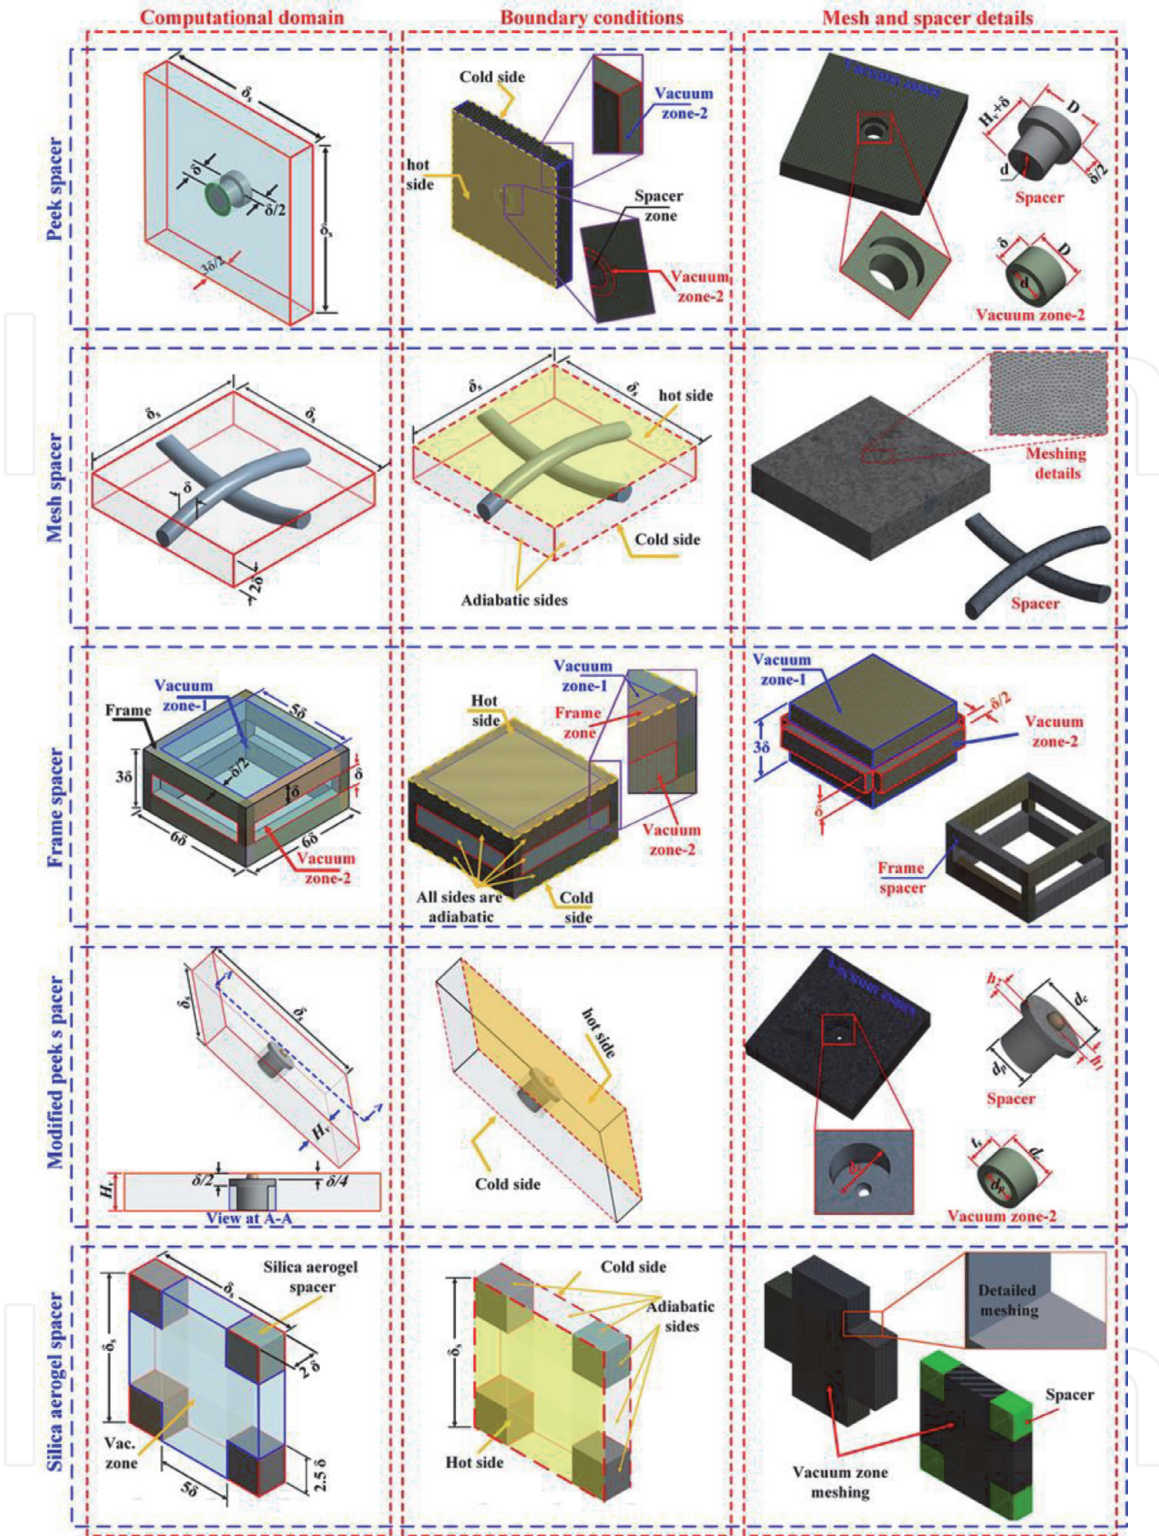 Computational domain
Boundary conditions
Mesh and spacer details
Peek spacer
δs
δs
δ
δ/2
3δ/2
Cold side
hot
side
Vacuum
zone-2
Spacer
zone
Vacuum
zone-2
Hv+δ
D
d
δ/2
Spacer
δ
D
d
Vacuum zone-2
Mesh spacer
δs
δs
δ
2δ
δs
δs
hot side
Cold side
Adiabatic sides
Meshing
details
Spacer
Frame spacer
Vacuum
zone-1
Frame
5δ
3δ
δ/2
δ
δ
6δ
6δ
Vacuum
zone-2
Hot
side
Vacuum
zone-1
Frame
zone
Vacuum
zone-2
All sides are
adiabatic
Cold
side
Vacuum
zone-1
δ/2
3δ
Vacuum
zone-2
δ
Frame
spacer
Modified peek s pacer
A
δs
δs
A
Hv
Hv
δ/2
δ/4
View at A-A
hot side
Cold side
h2
dc
dp
h1
Spacer
dc
ts
dc
dp
Vacuum zone-2
Silica aerogel spacer
δs
Silica aerogel
spacer
δs
2 δ
Vac.
zone
5δ
2.5 δ
Cold side
Adiabatic
sides
δs
Hot side
Detailed
meshing
Spacer
Vacuum zone
meshing